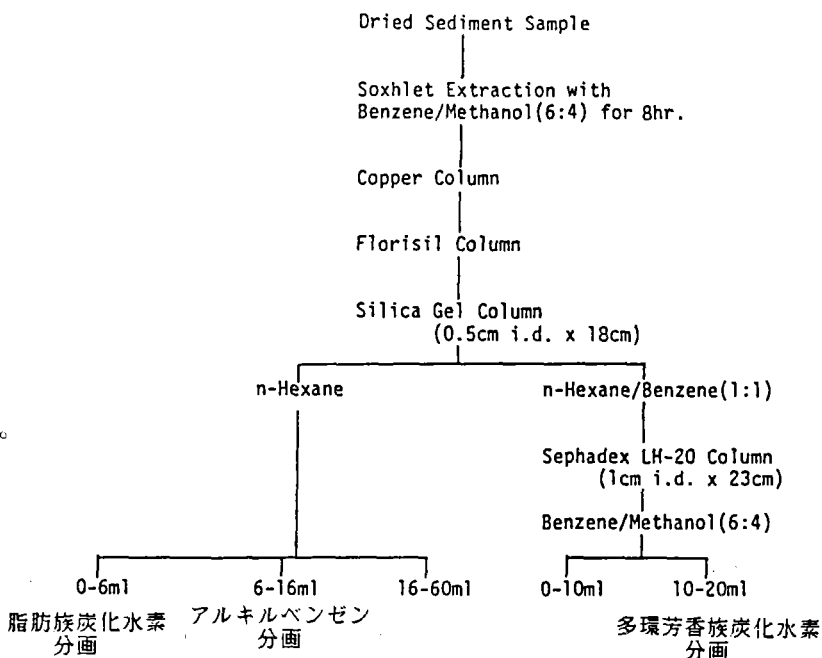 Dried Sediment Sample
Soxhlet Extraction with
Benzene/Methanol(6:4) for 8hr.
Copper Column
Florisil Column
Silica Gel Column
(0.5cm i.d. x 18cm)
n-Hexane
n-Hexane/Benzene(1:1)
Sephadex LH-20 Column
(1cm i.d. x 23cm)
Benzene/Methanol(6:4)
0-6ml
6-16ml
16-60ml
0-10ml
10-20ml
脂肪族炭化水素
分画
アルキルベンゼン
分画
多環芳香族炭化水素
分画